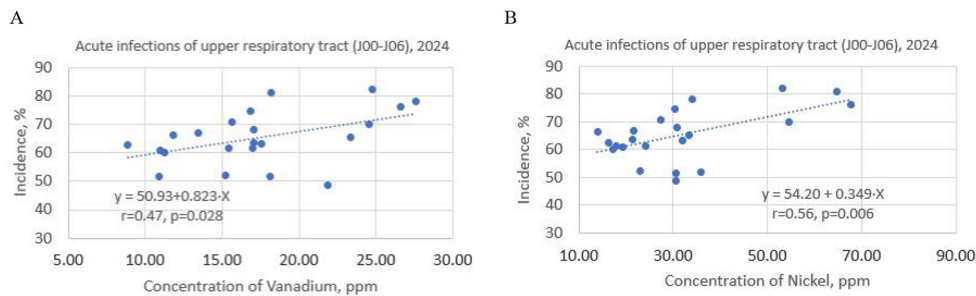 A
Acute infections of upper respiratory tract (J00-J06), 2024
90
80
70
60
50
40
30
Incidence, %
y = 50.93+0.823·X
r=0.47, p=0.028
5.00 10.00 15.00 20.00 25.00 30.00
Concentration of Vanadium, ppm
B
Acute infections of upper respiratory tract (J00-J06), 2024
90
80
70
60
50
40
30
Incidence, %
y = 54.20 + 0.349·X
r=0.56, p=0.006
10.00 30.00 50.00 70.00 90.00
Concentration of Nickel, ppm